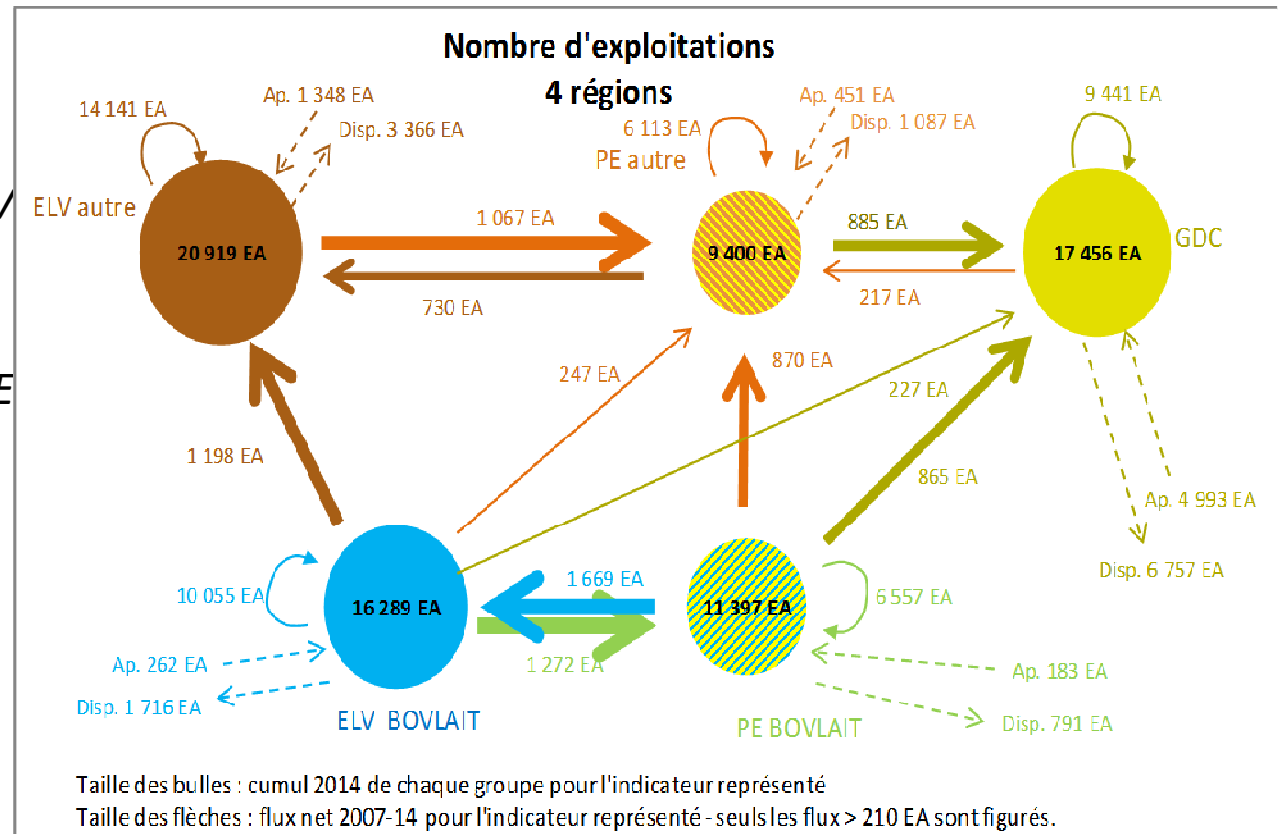 Nombre d'exploitations
4 régions
14 141 EA
Ap. 1 348 EA
Disp. 3 366 EA
ELV autre
20 919 EA
6 113 EA
PE autre
Ap. 451 EA
Disp. 1 087 EA
9 400 EA
9 441 EA
GDC
17 456 EA
1 067 EA
730 EA
885 EA
217 EA
247 EA
870 EA
227 EA
865 EA
1 198 EA
Ap. 4 993 EA
Disp. 6 757 EA
10 055 EA
16 289 EA
1 669 EA
1 272 EA
11 397 EA
6 557 EA
Ap. 262 EA
Disp. 1 716 EA
ELV BOVLAIT
Ap. 183 EA
Disp. 791 EA
PE BOVLAIT
E
Taille des bulles : cumul 2014 de chaque groupe pour l'indicateur représenté
Taille des flèches : flux net 2007-14 pour l'indicateur représenté - seuls les flux > 210 EA sont figurés.